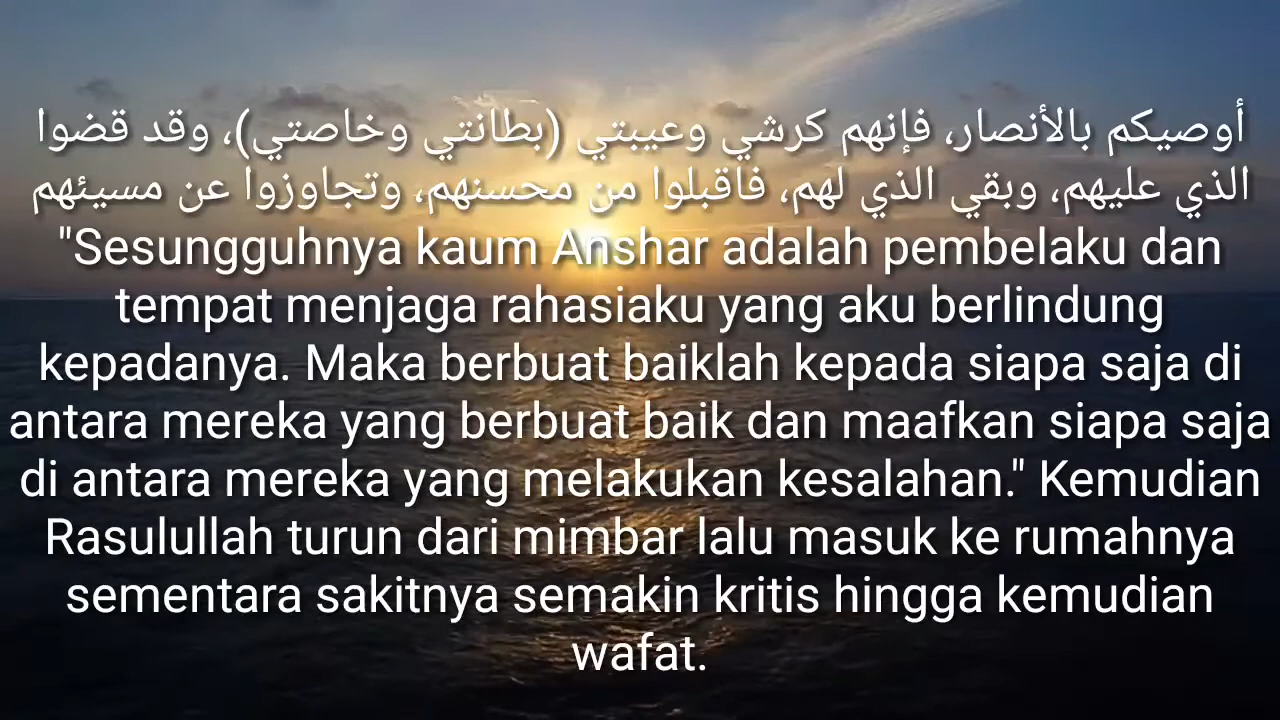 أوصيكم بالأنصار، فإنهم كرشي وعيبتي (بطانتي وخاصتي)، وقد قضوا
الذي عليهم، وبقي الذي لهم، فاقبلوا من محسنهم، وتجاوزوا عن مسيئهم
"Sesungguhnya kaum Anshar adalah pembelaku dan
tempat menjaga rahasiaku yang aku berlindung
kepadanya. Maka berbuat baiklah kepada siapa saja di
antara mereka yang berbuat baik dan maafkan siapa saja
di antara mereka yang melakukan kesalahan." Kemudian
Rasulullah turun dari mimbar lalu masuk ke rumahnya
sementara sakitnya semakin kritis hingga kemudian
wafat.